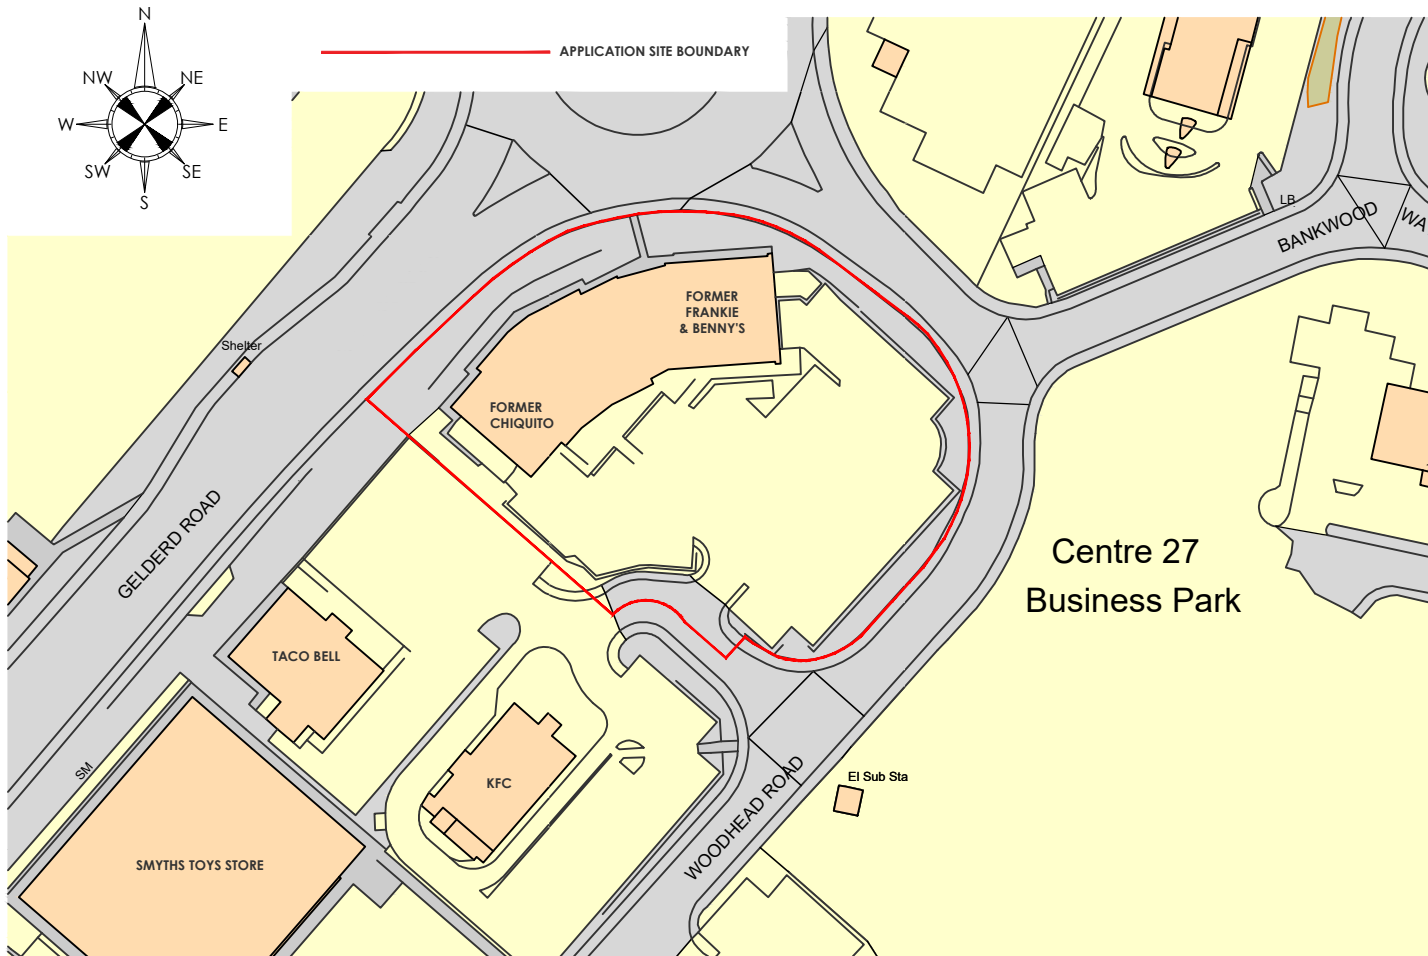 N
NW
NE
W
E
SW
SE
S
APPLICATION SITE BOUNDARY
LB
BANKWOOD
WA
FORMER
FRANKIE
& BENNY'S
Shelter
FORMER
CHIQUITO
GELDERD ROAD
Centre 27
Business Park
TACO BELL
SM
KFC
El Sub Sta
WOODHEAD ROAD
SMYTHS TOYS STORE